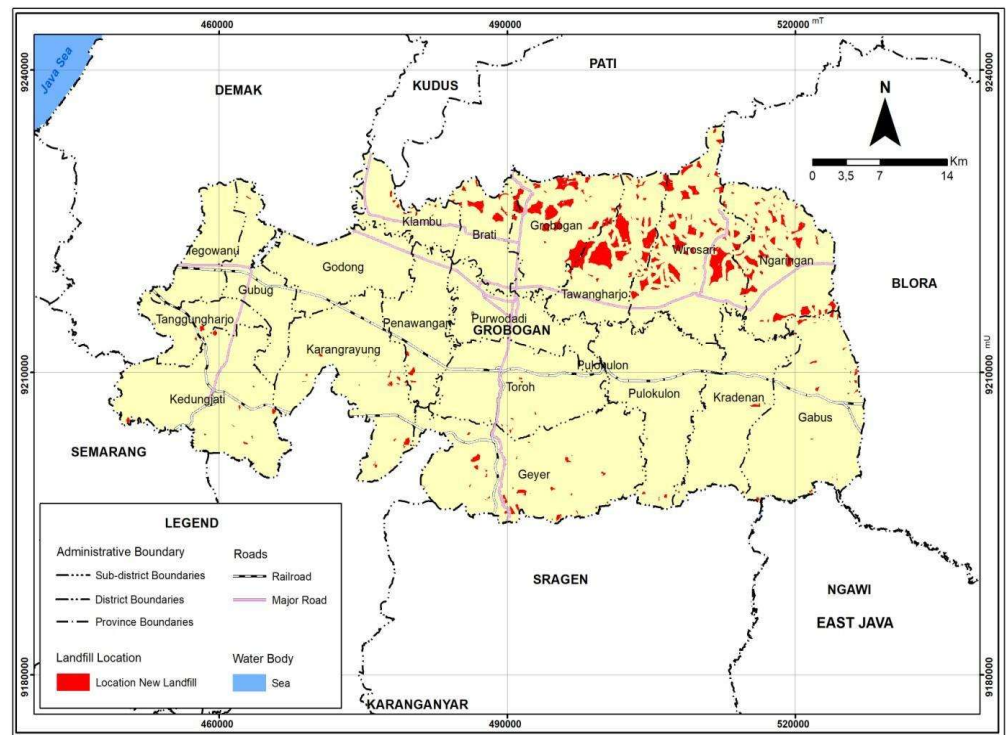 460000
490000
520000 mT
9240000
9240000
Java Sea
DEMAK
KUDUS
PATI
N
Km
0 3,5 7 14
Klambu
Brati
Grobogan
Wirosari
Ngaringan
Tegowanu
Godong
Gubug
Tawangharjo
BLORA
Tanggungharjo
Penawangan
Purwodadi
GROBOGAN
mU
Karangrayung
Pulokulon
9210000
9210000
Toroh
Pulokulon
Kradenan
Kedungjati
Gabus
SEMARANG
Geyer
LEGEND
Administrative Boundary
Sub-district Boundaries
District Boundaries
Province Boundaries
Roads
Railroad
Major Road
Landfill Location
Location New Landfill
Water Body
Sea
SRAGEN
NGAWI
EAST JAVA
9180000
9180000
KARANGANYAR
460000
490000
520000